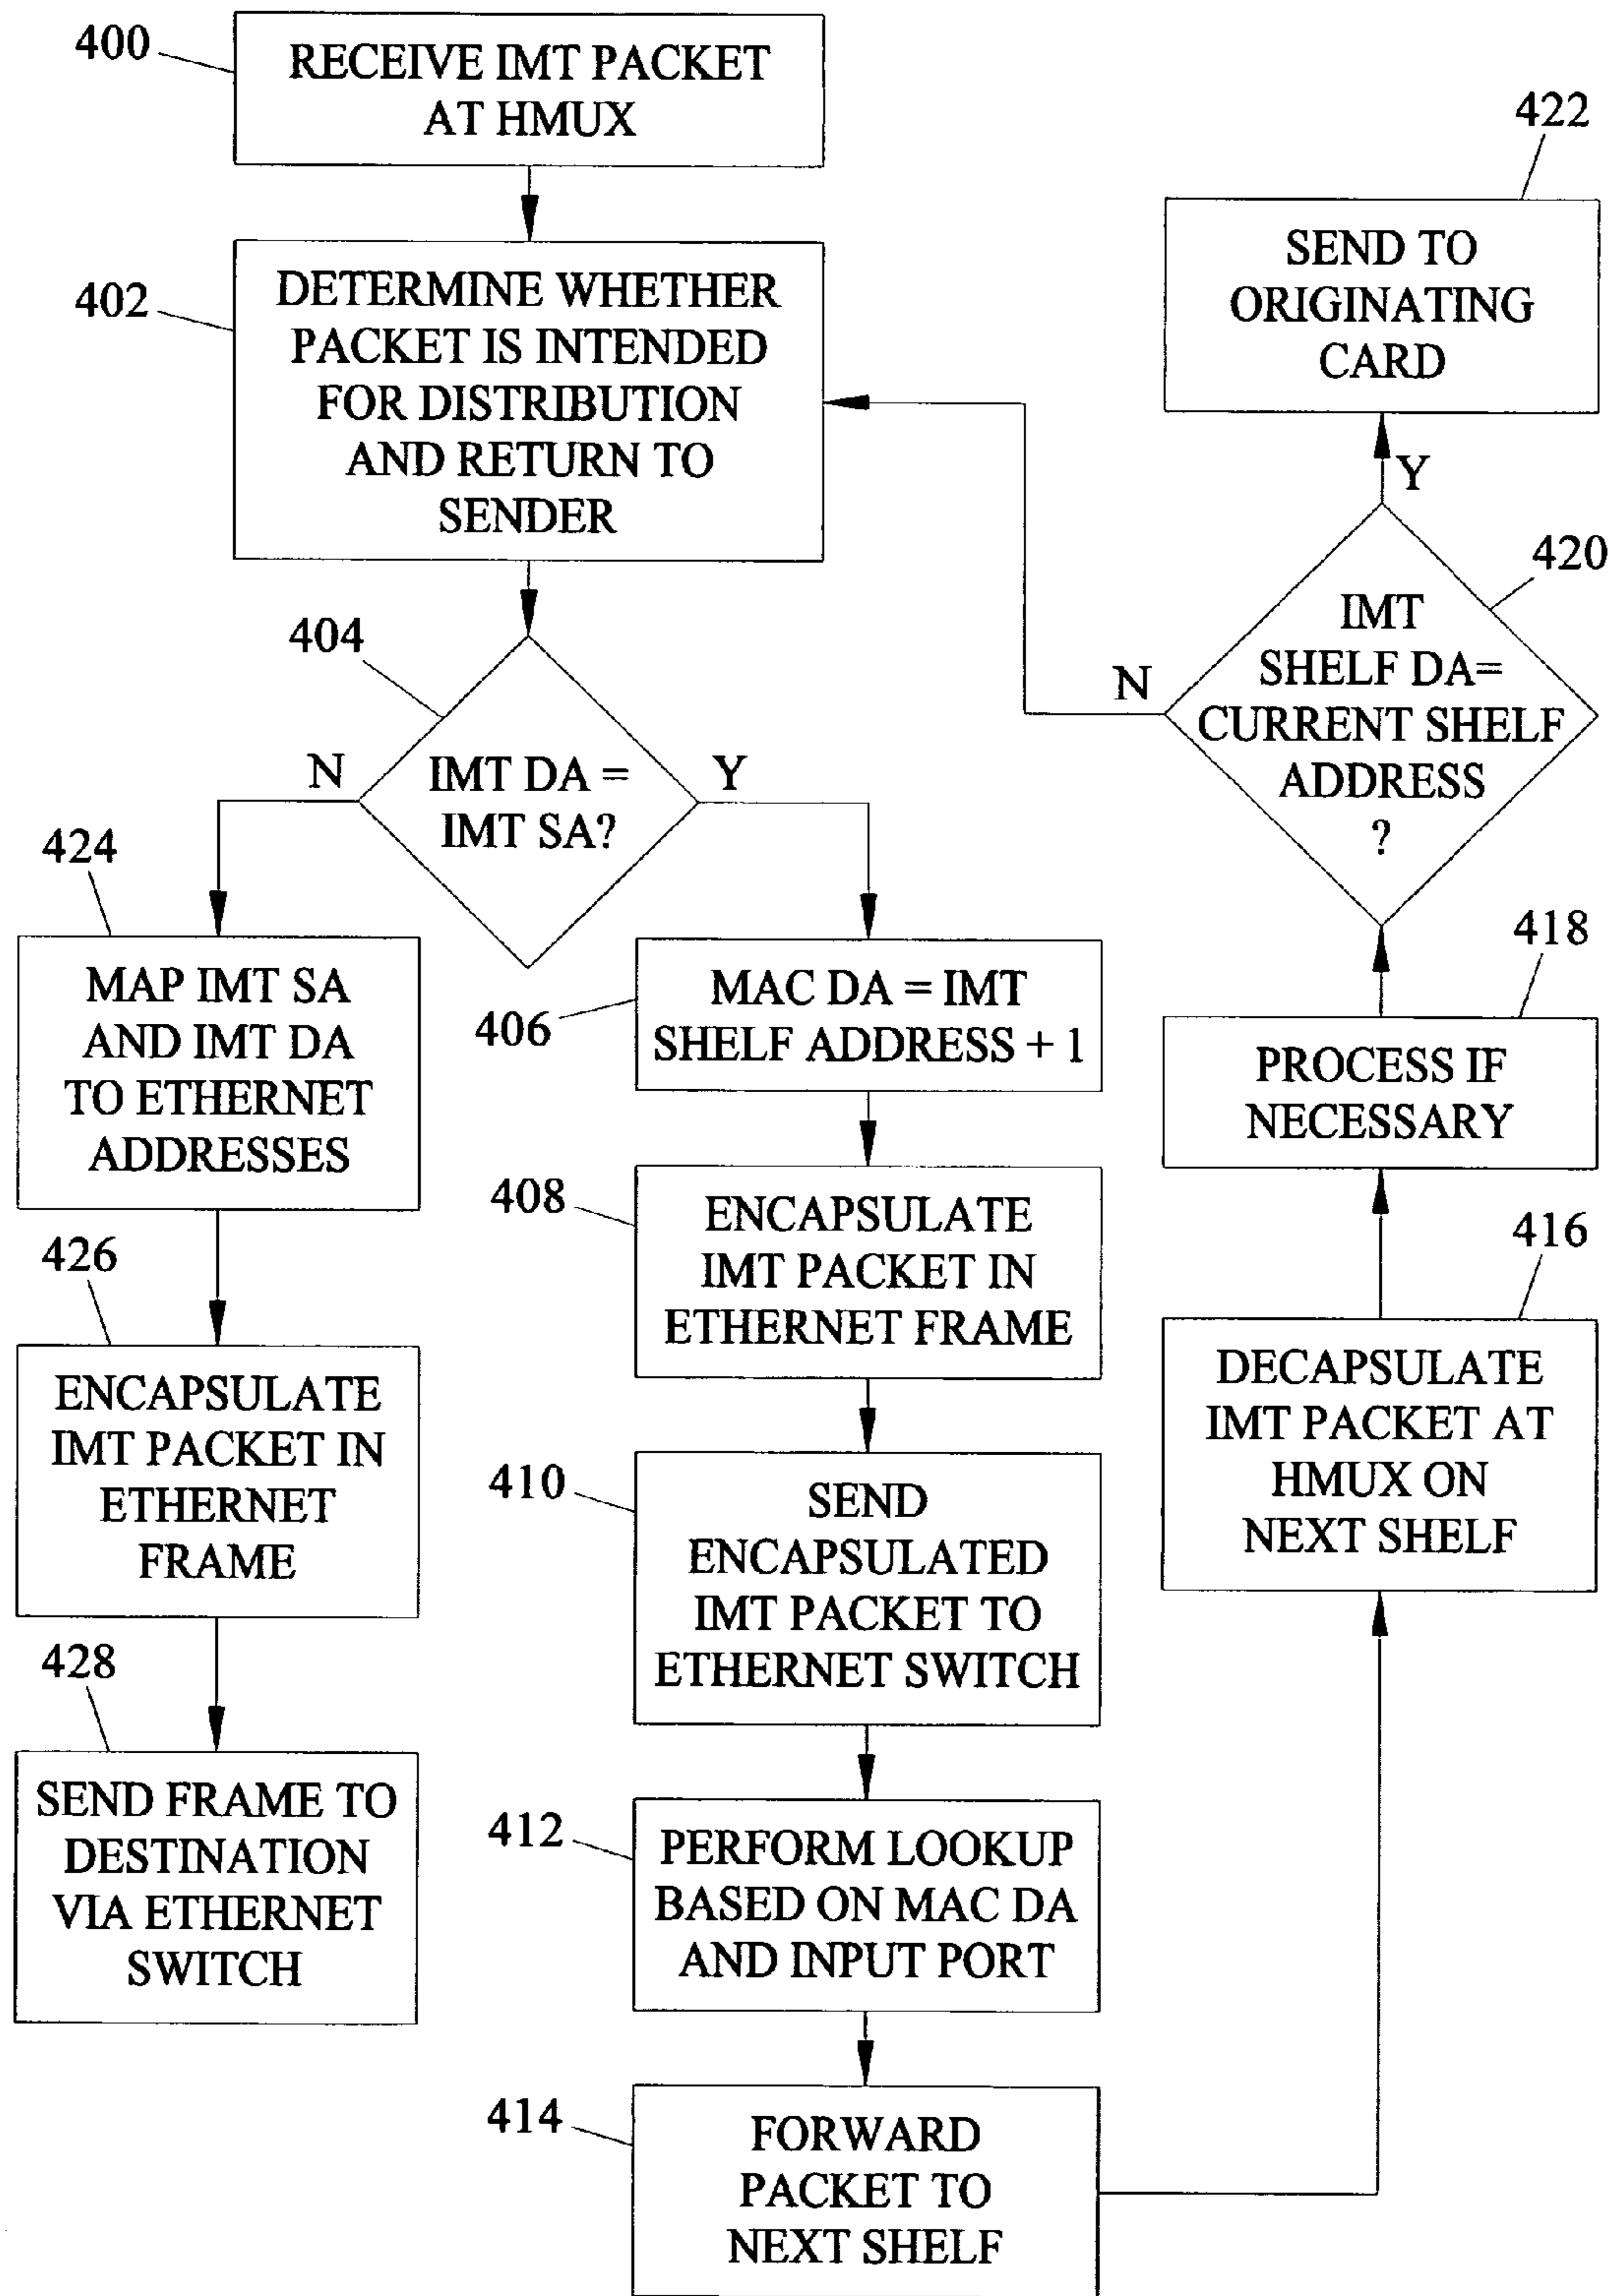 400
RECEIVE IMT PACKET
AT HMUX
402
DETERMINE WHETHER
PACKET IS INTENDED
FOR DISTRIBUTION
AND RETURN TO
SENDER
404
IMT DA =
IMT SA?
N
Y
424
MAP IMT SA
AND IMT DA
TO ETHERNET
ADDRESSES
426
ENCAPSULATE
IMT PACKET IN
ETHERNET
FRAME
428
SEND FRAME TO
DESTINATION
VIA ETHERNET
SWITCH
406
MAC DA = IMT
SHELF ADDRESS + 1
408
ENCAPSULATE
IMT PACKET IN
ETHERNET FRAME
410
SEND
ENCAPSULATED
IMT PACKET TO
ETHERNET SWITCH
412
PERFORM LOOKUP
BASED ON MAC DA
AND INPUT PORT
414
FORWARD
PACKET TO
NEXT SHELF
416
DECAPSULATE
IMT PACKET AT
HMUX ON
NEXT SHELF
418
PROCESS IF
NECESSARY
420
IMT
SHELF DA=
CURRENT SHELF
ADDRESS
?
N
Y
422
SEND TO
ORIGINATING
CARD